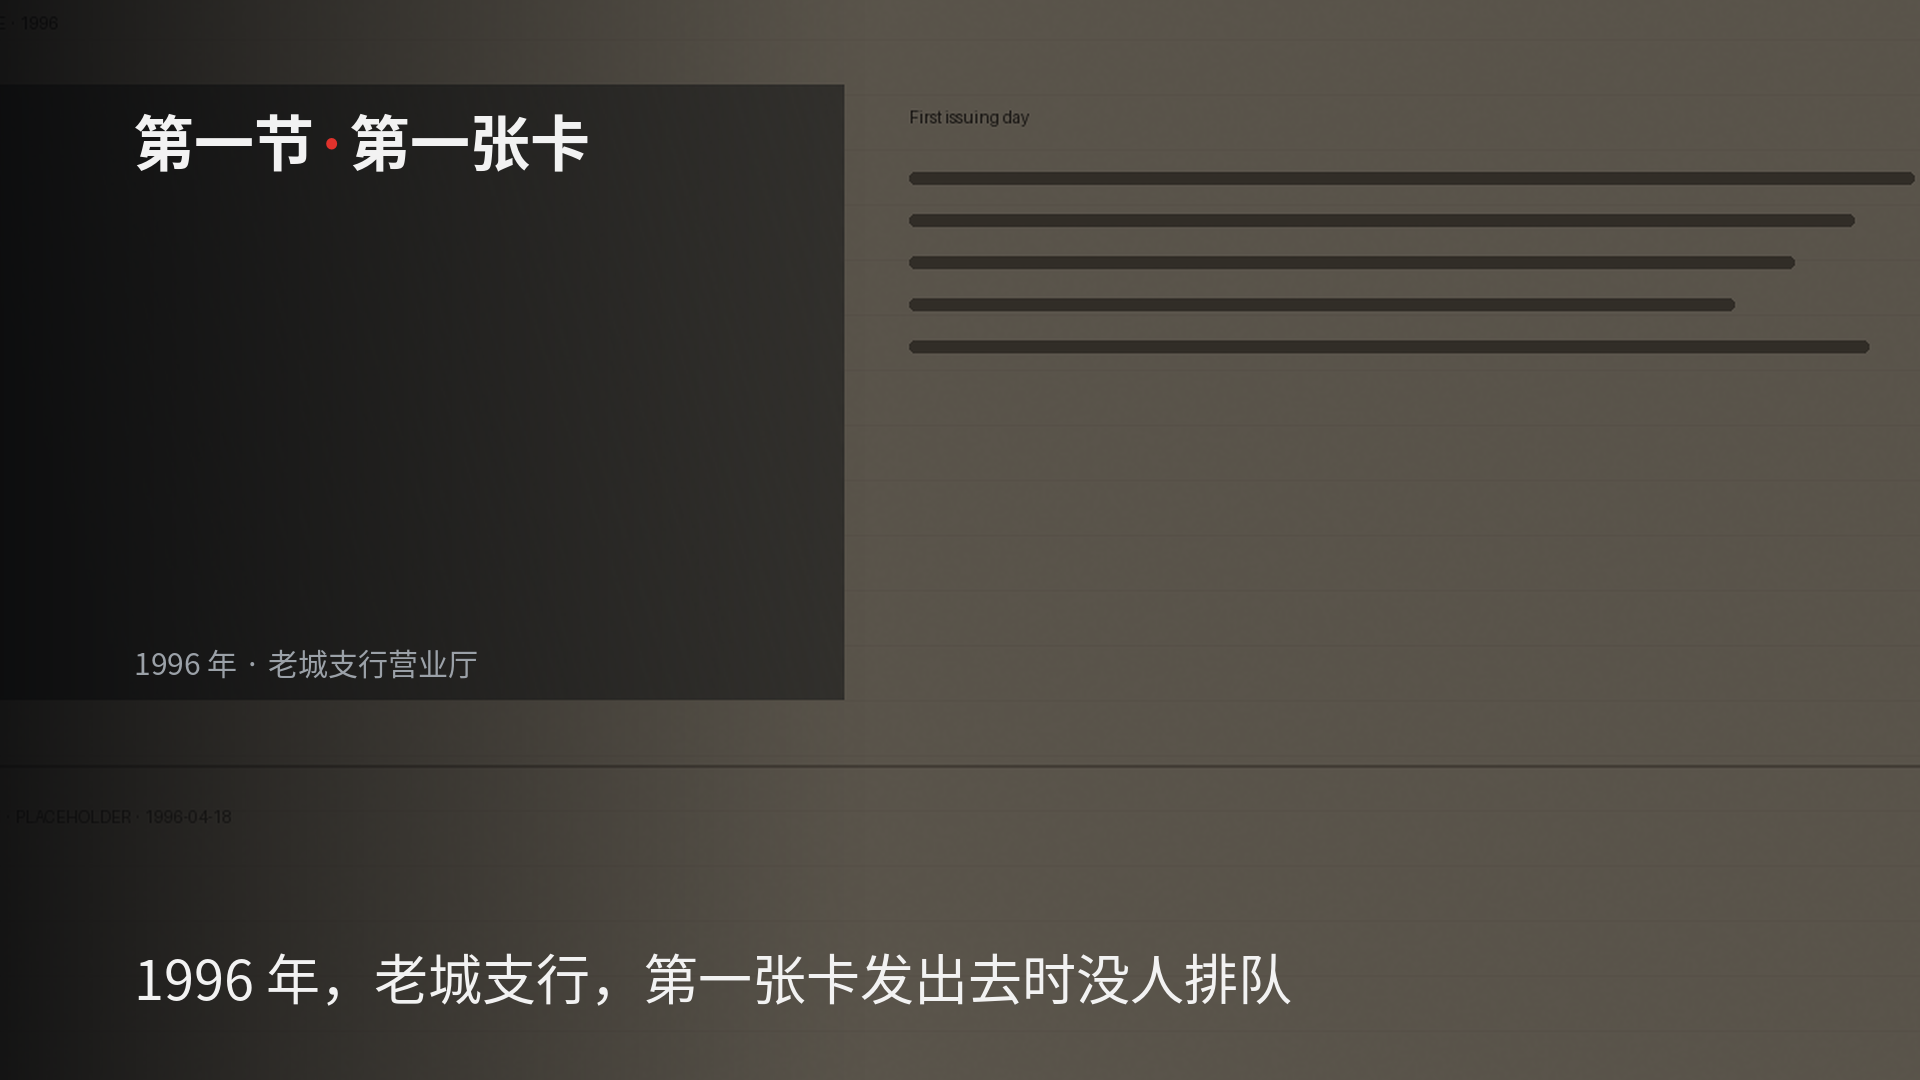 · 1996
第一节·第一张卡
First issuing day
1996 年 · 老城支行营业厅
PLACEHOLDER · 1996-04-18
1996 年，老城支行，第一张卡发出去时没人排队